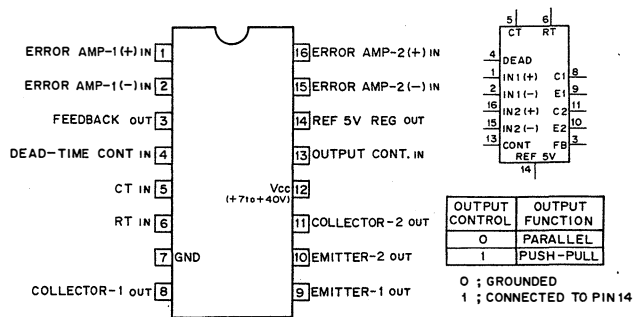 ERROR AMP-1(+) IN 1
ERROR AMP-1(-) IN 2
FEEDBACK OUT 3
DEAD-TIME CONT IN 4
CT IN 5
RT IN 6
7 GND
COLLECTOR-1 OUT 8
16 ERROR AMP-2(+) IN
15 ERROR AMP-2(-) IN
14 REF 5V REG OUT
13 OUTPUT CONT. IN
Vcc 12
(+7to+40V)
11 COLLECTOR-2 OUT
10 EMITTER-2 OUT
9 EMITTER-1 OUT
5 6
CT RT
4 DEAD
1 IN1(+) C1 8
2 IN1(-) E1 9
16 IN2(+) C2 11
15 IN2(-) E2 10
13 CONT FB 3
REF 5V
14
OUTPUT CONTROL OUTPUT FUNCTION
0 PARALLEL
1 PUSH-PULL
0 ; GROUNDED
1 ; CONNECTED TO PIN 14